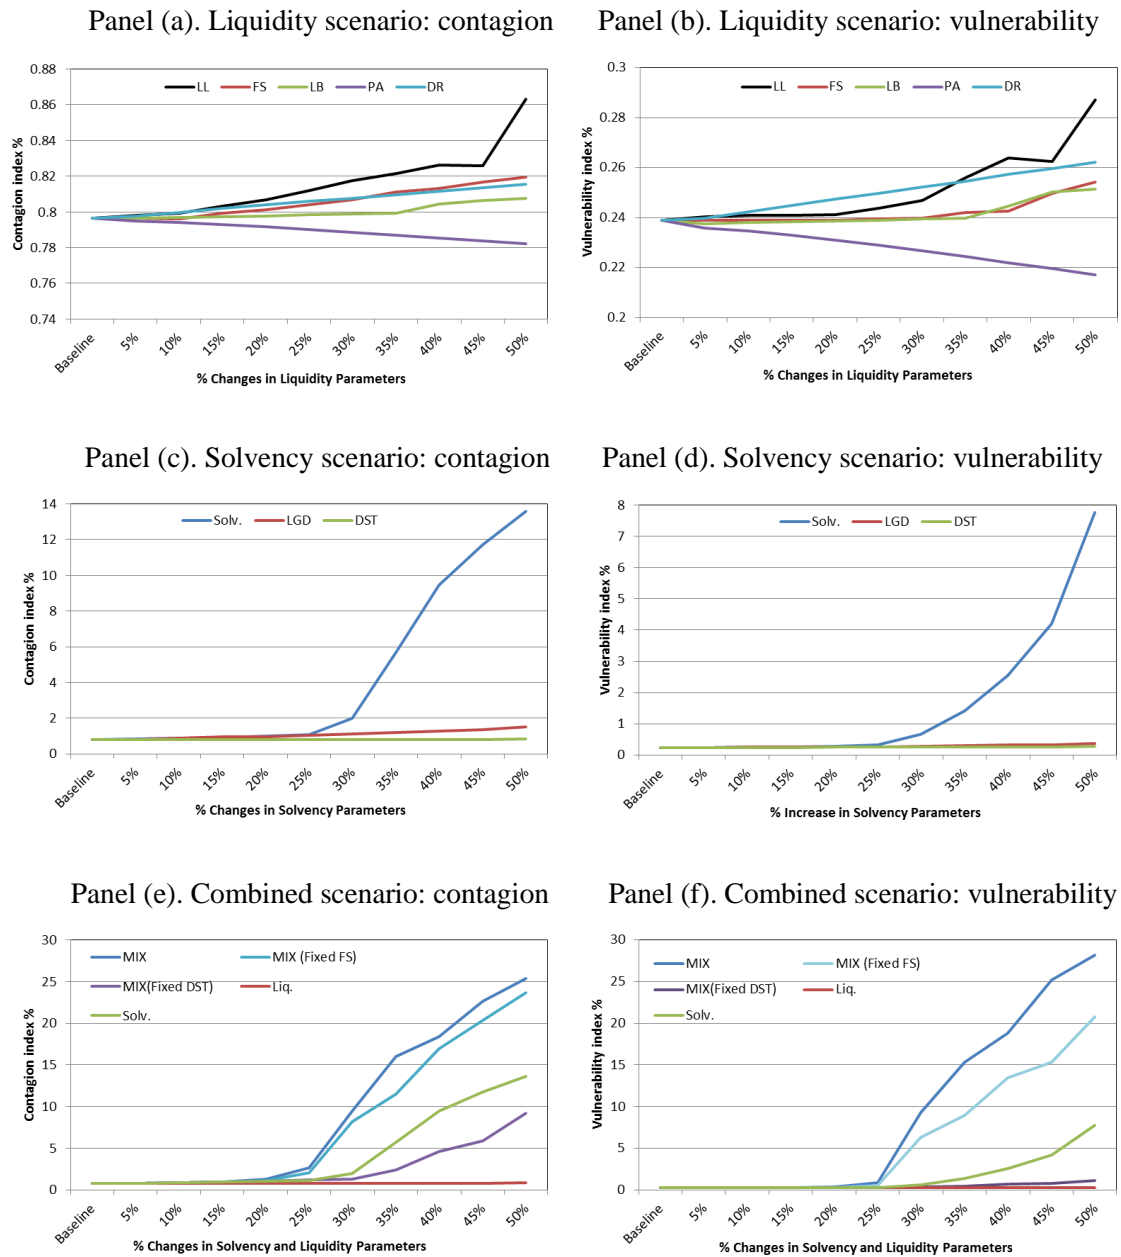 Panel (a). Liquidity scenario: contagion
Panel (b). Liquidity scenario: vulnerability
0.88
0.86
0.84
0.82
0.8
0.78
0.76
0.74
Contagion index %
LL FS LB PA DR
Baseline 5% 10% 15% 20% 25% 30% 35% 40% 45% 50%
% Changes in Liquidity Parameters
0.3
0.28
0.26
0.24
0.22
0.2
Vulnerability index %
LL FS LB PA DR
Baseline 5% 10% 15% 20% 25% 30% 35% 40% 45% 50%
% Changes in Liquidity Parameters
Panel (c). Solvency scenario: contagion
Panel (d). Solvency scenario: vulnerability
14
12
10
8
6
4
2
0
Contagion index %
Solv. LGD DST
Baseline 5% 10% 15% 20% 25% 30% 35% 40% 45% 50%
% Changes in Solvency Parameters
8
7
6
5
4
3
2
1
0
Vulnerability index %
Solv. LGD DST
Baseline 5% 10% 15% 20% 25% 30% 35% 40% 45% 50%
% Increase in Solvency Parameters
Panel (e). Combined scenario: contagion
Panel (f). Combined scenario: vulnerability
30
25
20
15
10
5
0
Contagion index %
MIX MIX (Fixed FS)
MIX(Fixed DST) Liq.
Solv.
Baseline 5% 10% 15% 20% 25% 30% 35% 40% 45% 50%
% Changes in Solvency and Liquidity Parameters
30
25
20
15
10
5
0
Vulnerability index %
MIX MIX (Fixed FS)
MIX(Fixed DST) Liq.
Solv.
Baseline 5% 10% 15% 20% 25% 30% 35% 40% 45% 50%
% Changes in Solvency and Liquidity Parameters